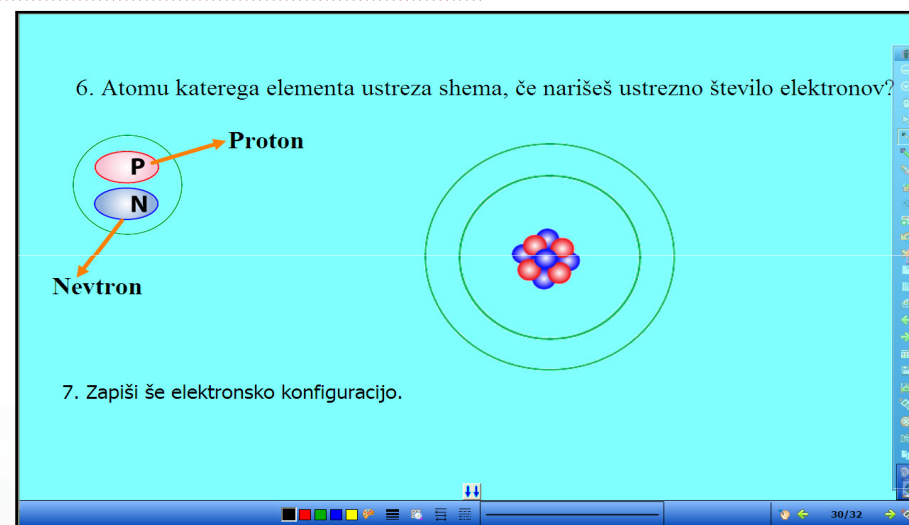 6. Atomu katerega elementa ustreza shema, če narišeš ustrezno število elektronov?
Proton
P
N
Nevtron
7. Zapiši še elektronsko konfiguracijo.
30/32